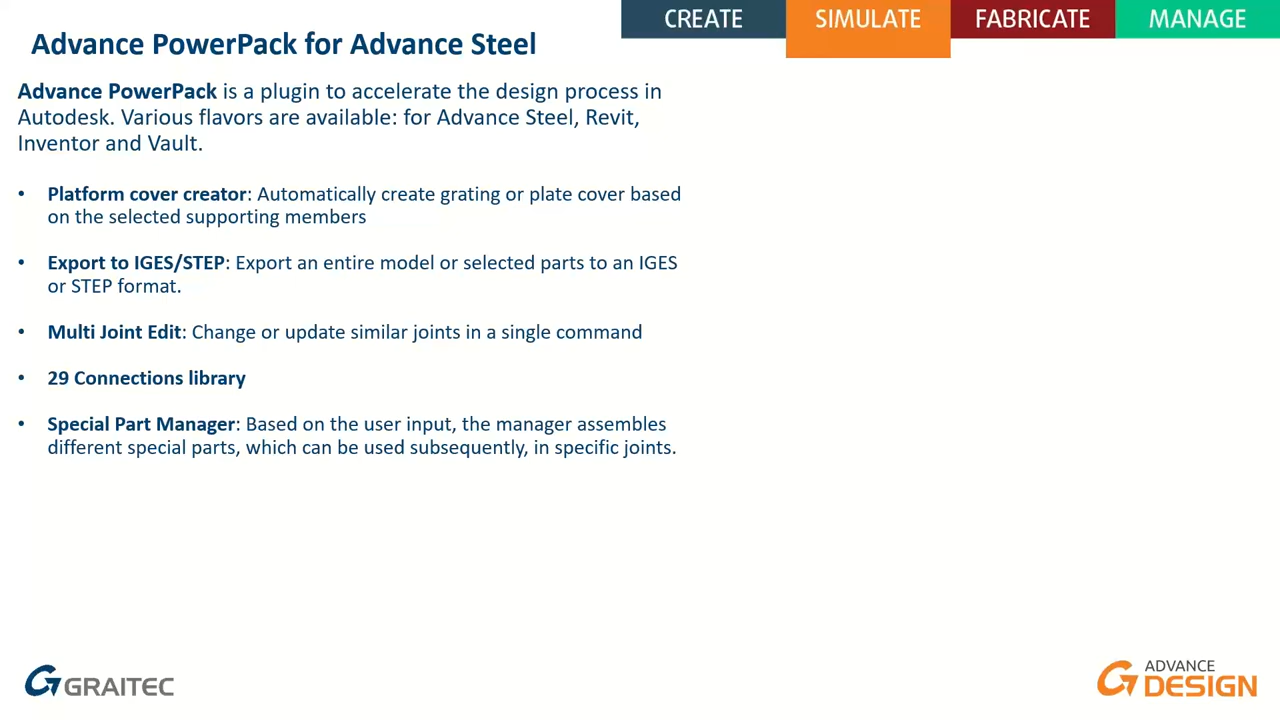 CREATE SIMULATE FABRICATE MANAGE
Advance PowerPack for Advance Steel
Advance PowerPack is a plugin to accelerate the design process in
Autodesk. Various flavors are available: for Advance Steel, Revit,
Inventor and Vault.
• Platform cover creator: Automatically create grating or plate cover based
on the selected supporting members
• Export to IGES/STEP: Export an entire model or selected parts to an IGES
or STEP format.
• Multi Joint Edit: Change or update similar joints in a single command
• 29 Connections library
• Special Part Manager: Based on the user input, the manager assembles
different special parts, which can be used subsequently, in specific joints.
GRAITEC
ADVANCE
DESIGN